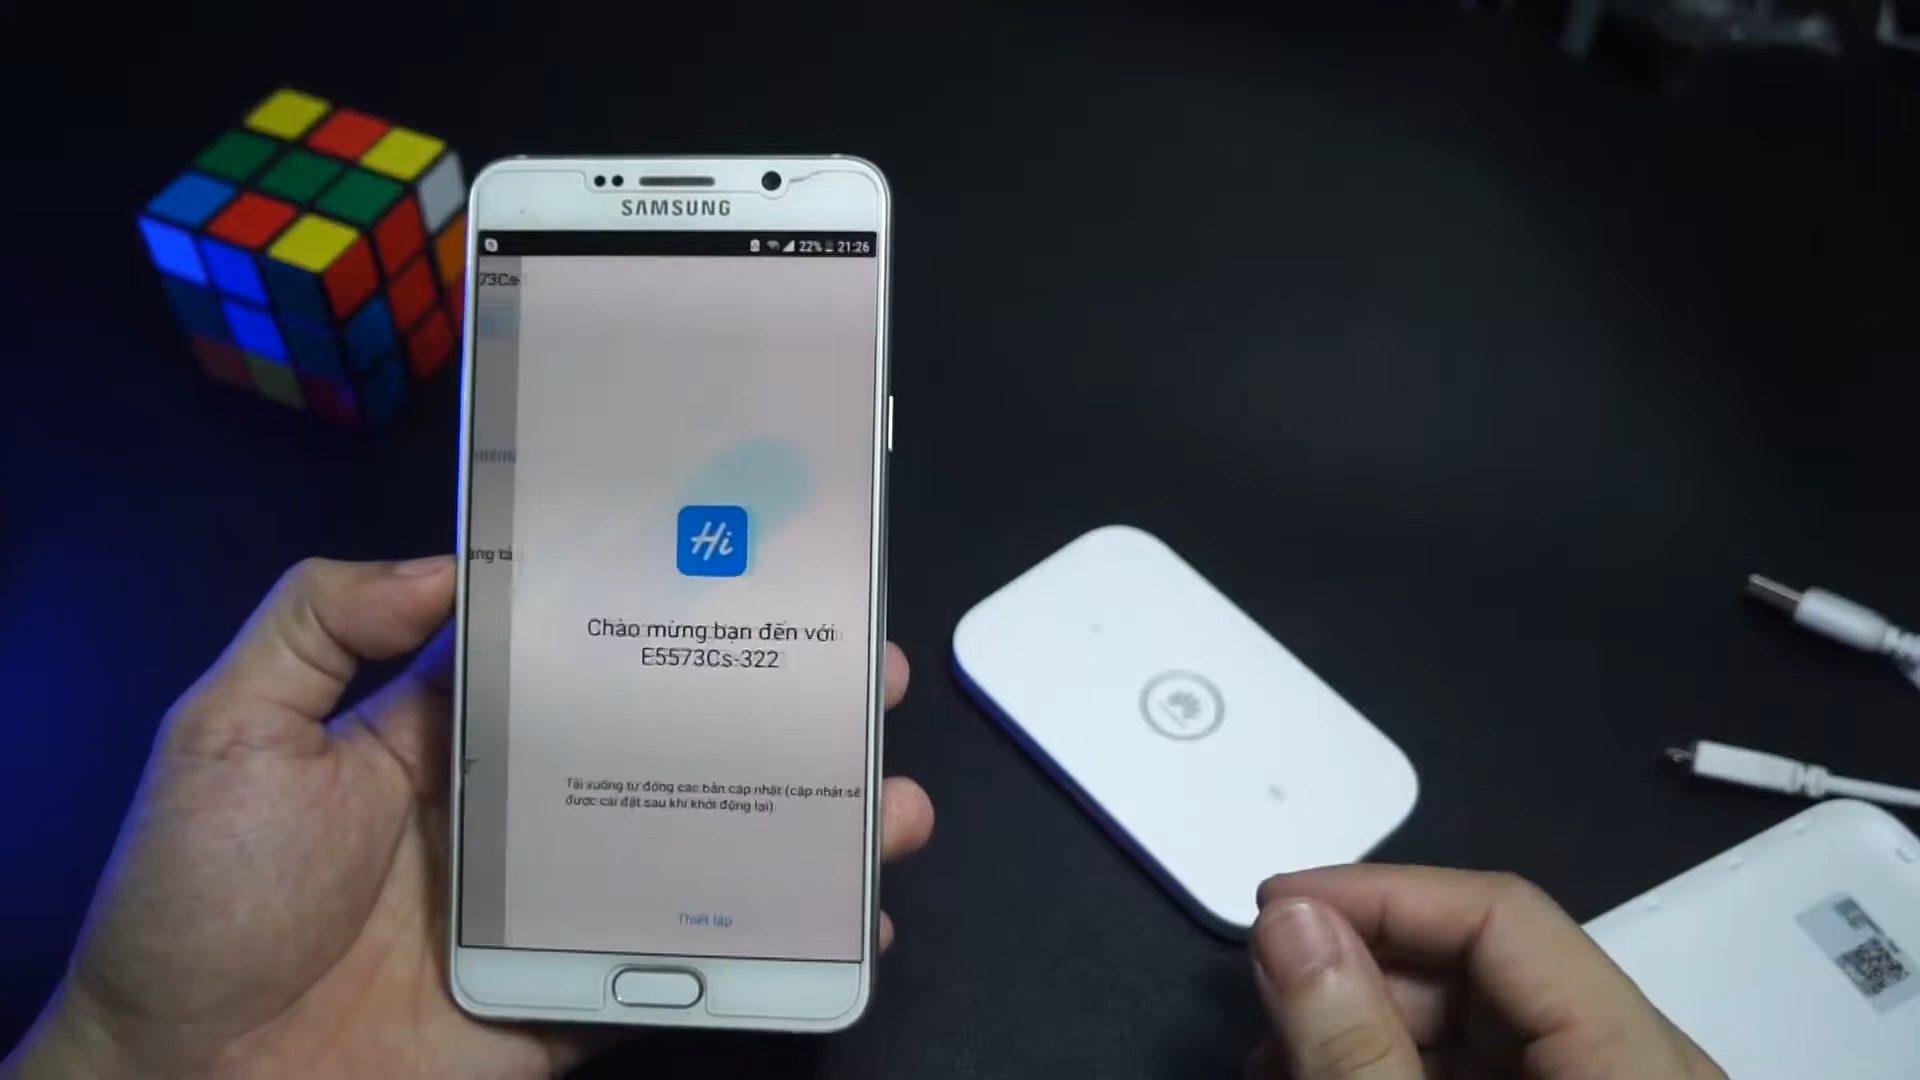 SAMSUNG
22% 21:26
73Cs-
Hi
Chào mừng bạn đến với
E5573Cs-322
Tải xuống tự động các bản cập nhật (cập nhật sẽ
được cài đặt sau khi khởi động lại)
Thiết lập